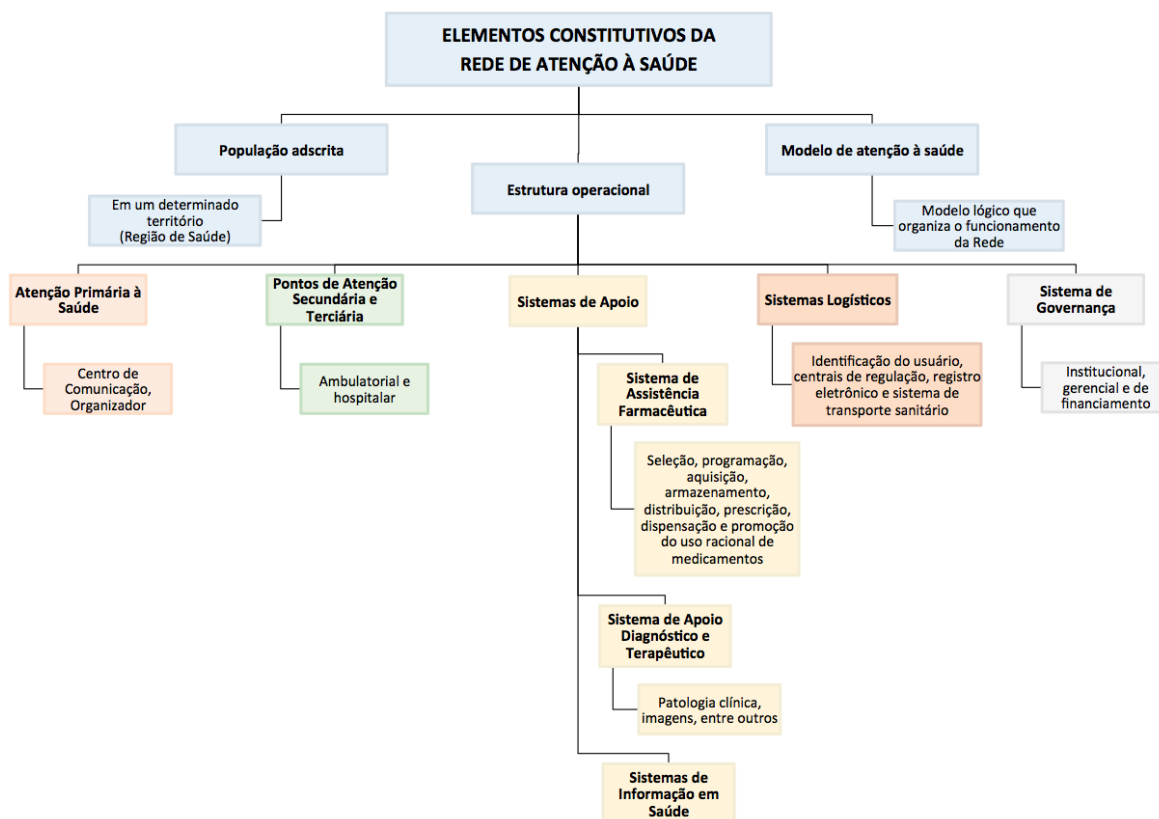 ELEMENTOS CONSTITUTIVOS DA
REDE DE ATENÇÃO À SAÚDE
População adscrita
Em um determinado
território
(Região de Saúde)
Estrutura operacional
Modelo de atenção à saúde
Modelo lógico que
organiza o funcionamento
da Rede
Atenção Primária à
Saúde
Centro de
Comunicação,
Organizador
Pontos de Atenção
Secundária e
Terciária
Ambulatorial e
hospitalar
Sistemas de Apoio
Sistema de
Assistência
Farmacêutica
Seleção, programação,
aquisição,
armazenamento,
distribuição, prescrição,
dispensação e promoção
do uso racional de
medicamentos
Sistema de Apoio
Diagnóstico e
Terapêutico
Patologia clínica,
imagens, entre outros
Sistemas de
Informação em
Saúde
Sistemas Logísticos
Identificação do usuário,
centrais de regulação, registro
eletrônico e sistema de
transporte sanitário
Sistema de
Governança
Institucional,
gerencial e de
financiamento